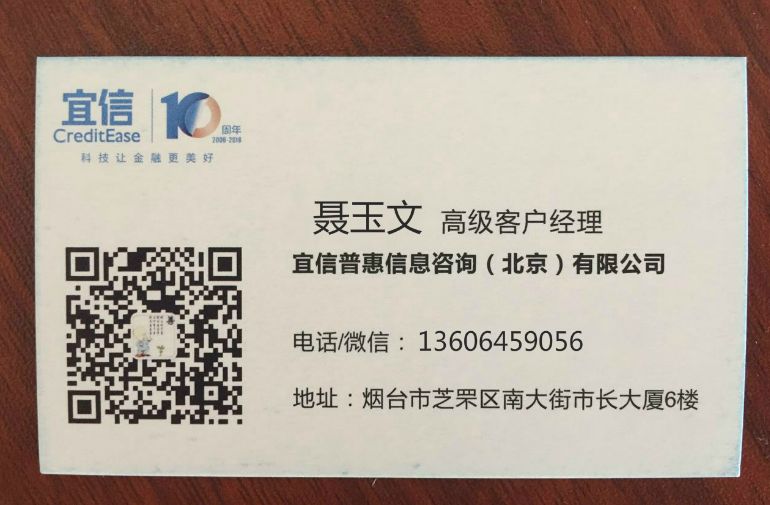 宜信
CreditEase
10周年
2006-2016
科技让金融更美好
聂玉文 高级客户经理
宜信普惠信息咨询（北京）有限公司
电话/微信：13606459056
地址：烟台市芝罘区南大街市长大厦6楼